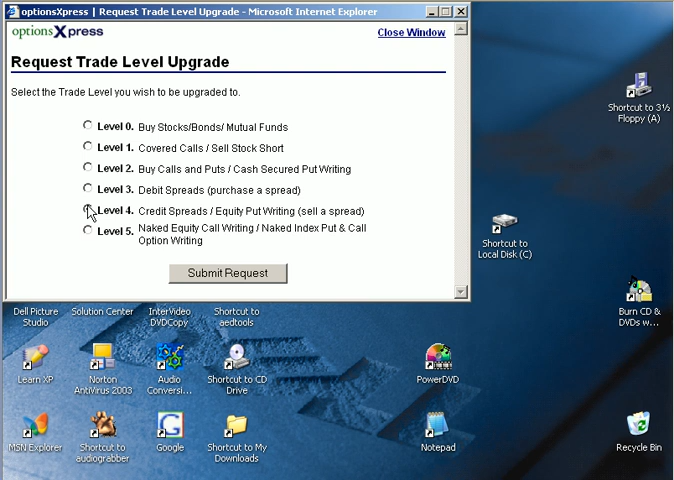 optionsXpress | Request Trade Level Upgrade - Microsoft Internet Explorer
optionsXpress
Close Window
Request Trade Level Upgrade
Select the Trade Level you wish to be upgraded to.
Level 0. Buy Stocks/Bonds/ Mutual Funds
Level 1. Covered Calls / Sell Stock Short
Level 2. Buy Calls and Puts / Cash Secured Put Writing
Level 3. Debit Spreads (purchase a spread)
Level 4. Credit Spreads / Equity Put Writing (sell a spread)
Level 5. Naked Equity Call Writing / Naked Index Put & Call
Option Writing
Submit Request
Shortcut to 3½
Floppy (A)
Shortcut to
Local Disk (C)
Dell Picture
Studio
Solution Center
InterVideo
DVDCopy
Shortcut to
aedtools
Burn CD &
DVDs w...
Learn XP
Norton
AntiVirus 2003
Audio
Conversi...
Shortcut to CD
Drive
PowerDVD
MSN Explorer
Shortcut to
audiograbber
Google
Shortcut to My
Downloads
Notepad
Recycle Bin